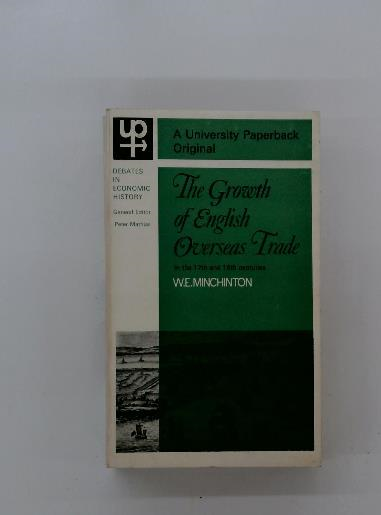 up
A University Paperback
Original
DEBATES
IN
ECONOMIC
HISTORY
General Editor
Peter Mathias
The Growth
of English
Overseas Trade
in the 17th and 18th centuries
W.E.MINCHINTON